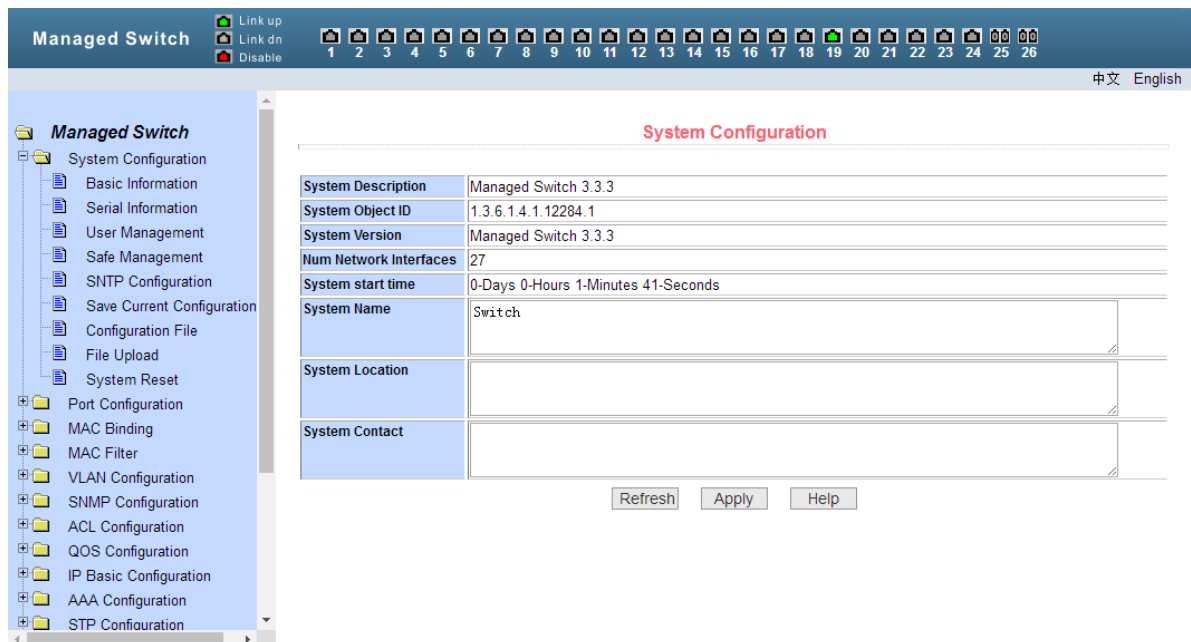 Link up
Managed Switch
Link dn
Disable
1 2 3 4 5 6 7 8 9 10 11 12 13 14 15 16 17 18 19 20 21 22 23 24 25 26
中文 English
Managed Switch
System Configuration
Basic Information
Serial Information
User Management
Safe Management
SNTP Configuration
Save Current Configuration
Configuration File
File Upload
System Reset
Port Configuration
MAC Binding
MAC Filter
VLAN Configuration
SNMP Configuration
ACL Configuration
QOS Configuration
IP Basic Configuration
AAA Configuration
STP Configuration
System Configuration
System Description Managed Switch 3.3.3
System Object ID 1.3.6.1.4.1.12284.1
System Version Managed Switch 3.3.3
Num Network Interfaces 27
System start time 0-Days 0-Hours 1-Minutes 41-Seconds
System Name Switch
System Location
System Contact
Refresh Apply Help